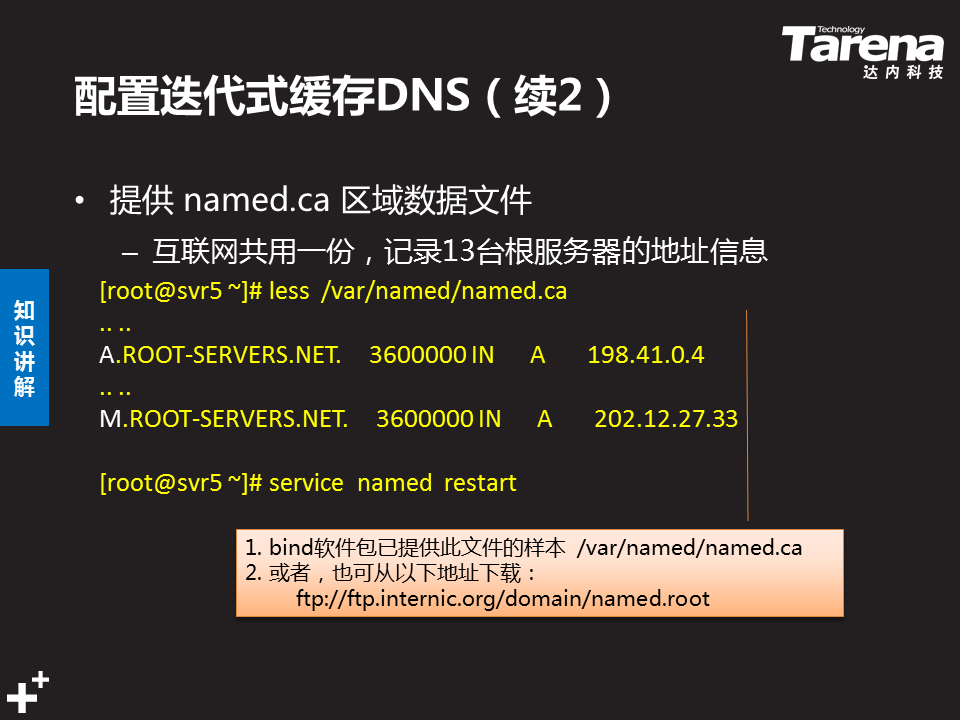 Technology
Tarena
达内科技
配置迭代式缓存DNS（续2）
• 提供 named.ca 区域数据文件
– 互联网共用一份，记录13台根服务器的地址信息
知识讲解
[root@svr5 ~]# less /var/named/named.ca
.. ..
A.ROOT-SERVERS.NET. 3600000 IN A 198.41.0.4
.. ..
M.ROOT-SERVERS.NET. 3600000 IN A 202.12.27.33
[root@svr5 ~]# service named restart
1. bind软件包已提供此文件的样本 /var/named/named.ca
2. 或者，也可从以下地址下载：
ftp://ftp.internic.org/domain/named.root